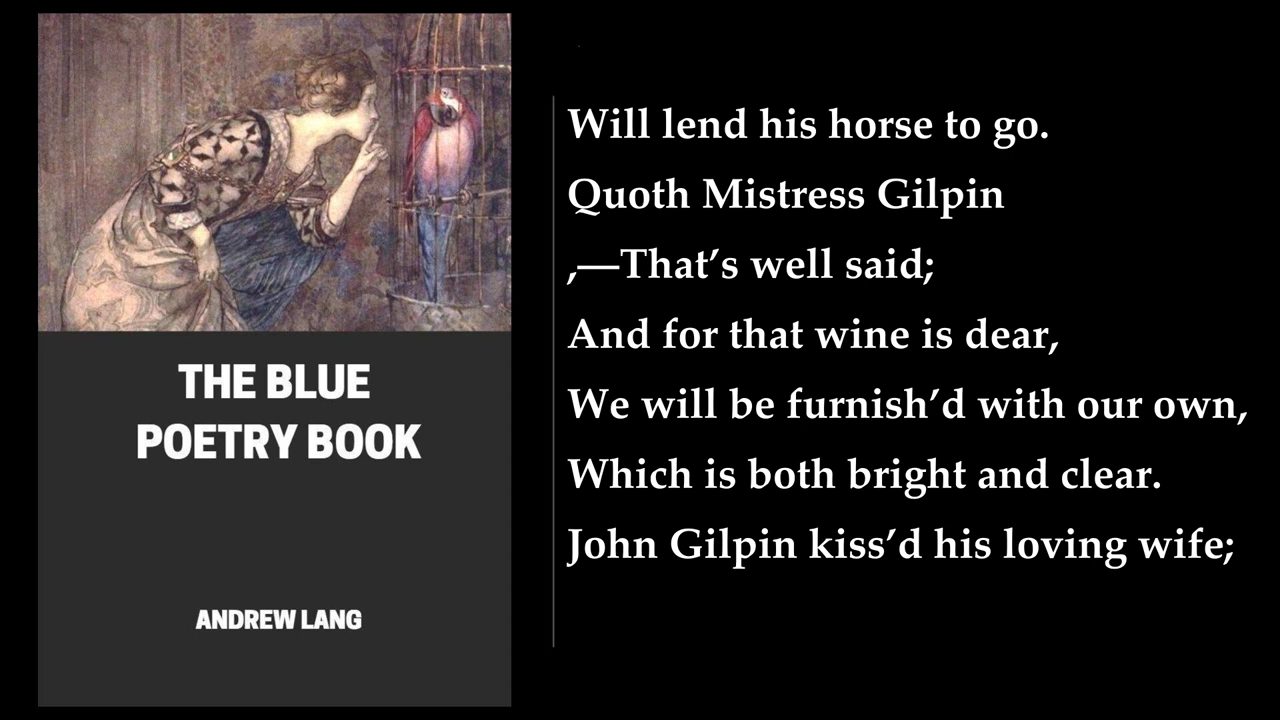 THE BLUE
POETRY BOOK
ANDREW LANG
Will lend his horse to go.
Quoth Mistress Gilpin
,—That’s well said;
And for that wine is dear,
We will be furnish’d with our own,
Which is both bright and clear.
John Gilpin kiss’d his loving wife;